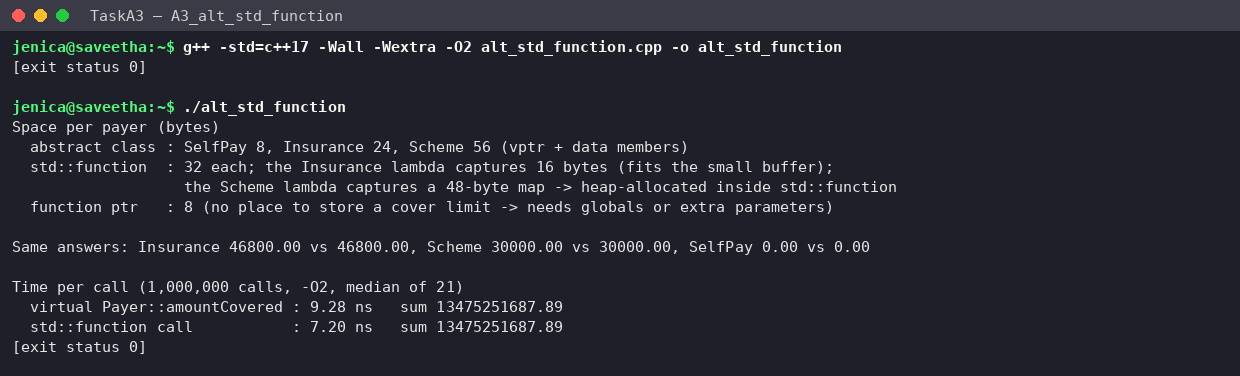 TaskA3 — A3_alt_std_function
jenica@saveetha:~$ g++ -std=c++17 -Wall -Wextra -O2 alt_std_function.cpp -o alt_std_function
[exit status 0]
jenica@saveetha:~$ ./alt_std_function
Space per payer (bytes)
  abstract class : SelfPay 8, Insurance 24, Scheme 56 (vptr + data members)
  std::function  : 32 each; the Insurance lambda captures 16 bytes (fits the small buffer);
                   the Scheme lambda captures a 48-byte map -> heap-allocated inside std::function
  function ptr   : 8 (no place to store a cover limit -> needs globals or extra parameters)
Same answers: Insurance 46800.00 vs 46800.00, Scheme 30000.00 vs 30000.00, SelfPay 0.00 vs 0.00
Time per call (1,000,000 calls, -O2, median of 21)
  virtual Payer::amountCovered : 9.28 ns   sum 13475251687.89
  std::function call           : 7.20 ns   sum 13475251687.89
[exit status 0]